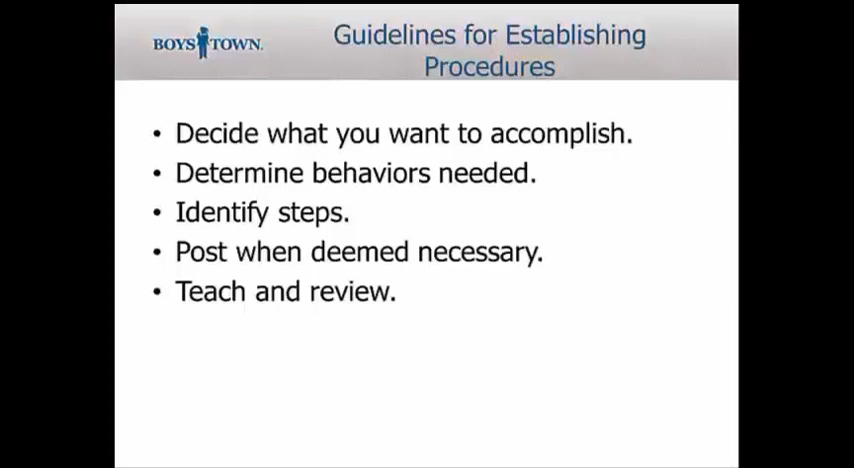 BOYS TOWN.
Guidelines for Establishing
Procedures
• Decide what you want to accomplish.
• Determine behaviors needed.
• Identify steps.
• Post when deemed necessary.
• Teach and review.